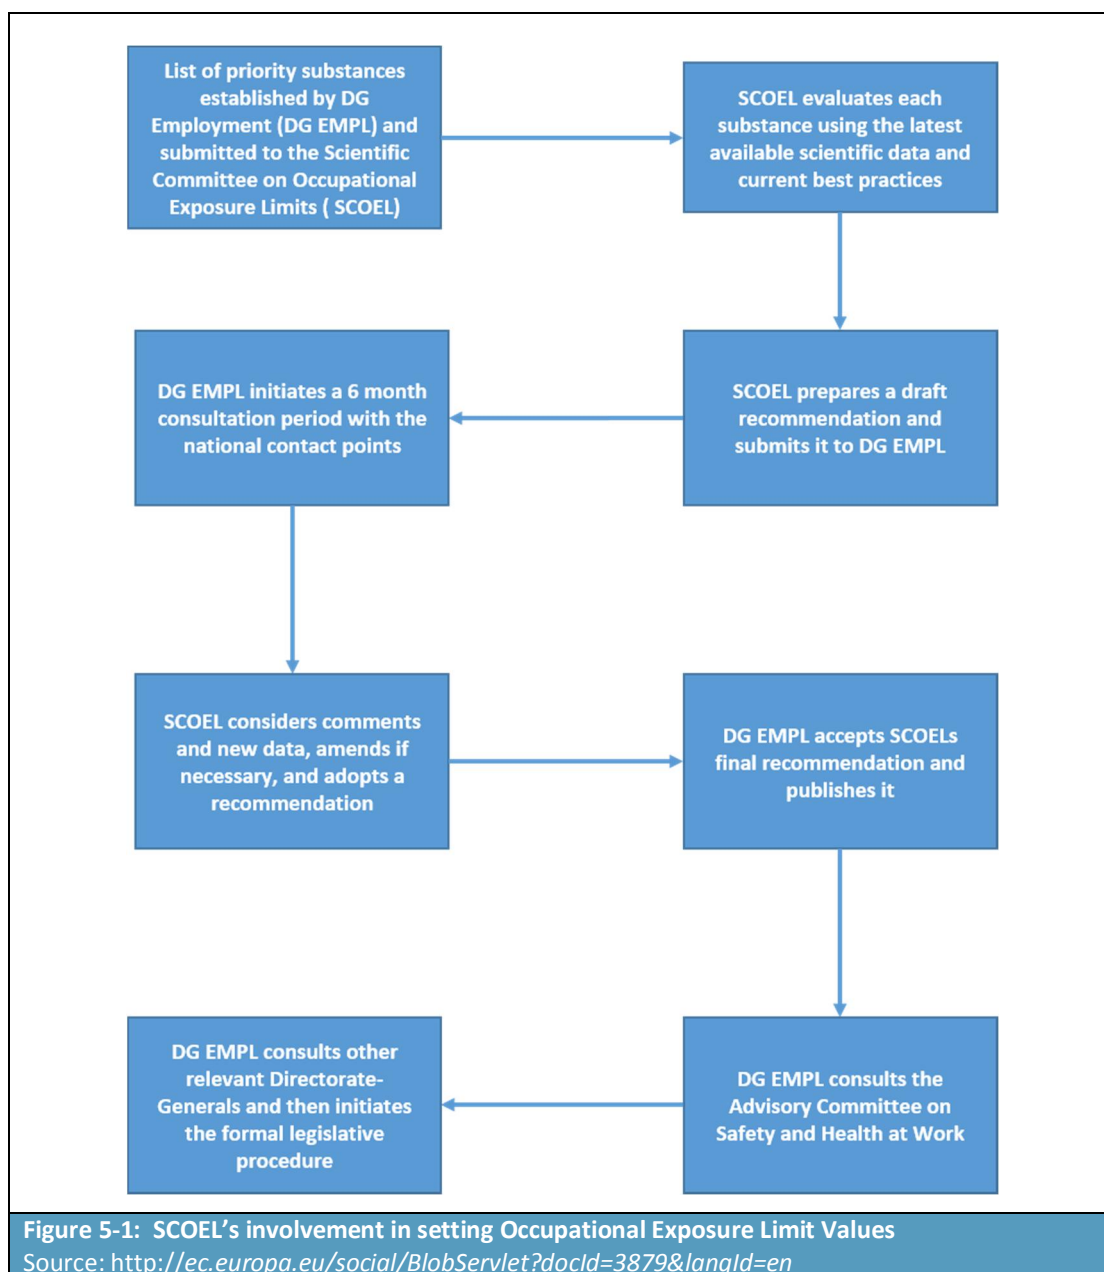 List of priority substances
established by DG
Employment (DG EMPL) and
submitted to the Scientific
Committee on Occupational
Exposure Limits ( SCOEL)
SCOEL evaluates each
substance using the latest
available scientific data and
current best practices
SCOEL prepares a draft
recommendation and
submits it to DG EMPL
DG EMPL initiates a 6 month
consultation period with the
national contact points
SCOEL considers comments
and new data, amends if
necessary, and adopts a
recommendation
DG EMPL accepts SCOELs
final recommendation and
publishes it
DG EMPL consults the
Advisory Committee on
Safety and Health at Work
DG EMPL consults other
relevant Directorate-
Generals and then initiates
the formal legislative
procedure
Figure 5-1: SCOEL’s involvement in setting Occupational Exposure Limit Values
Source: http://ec.europa.eu/social/BlobServlet?docId=3879&langId=en